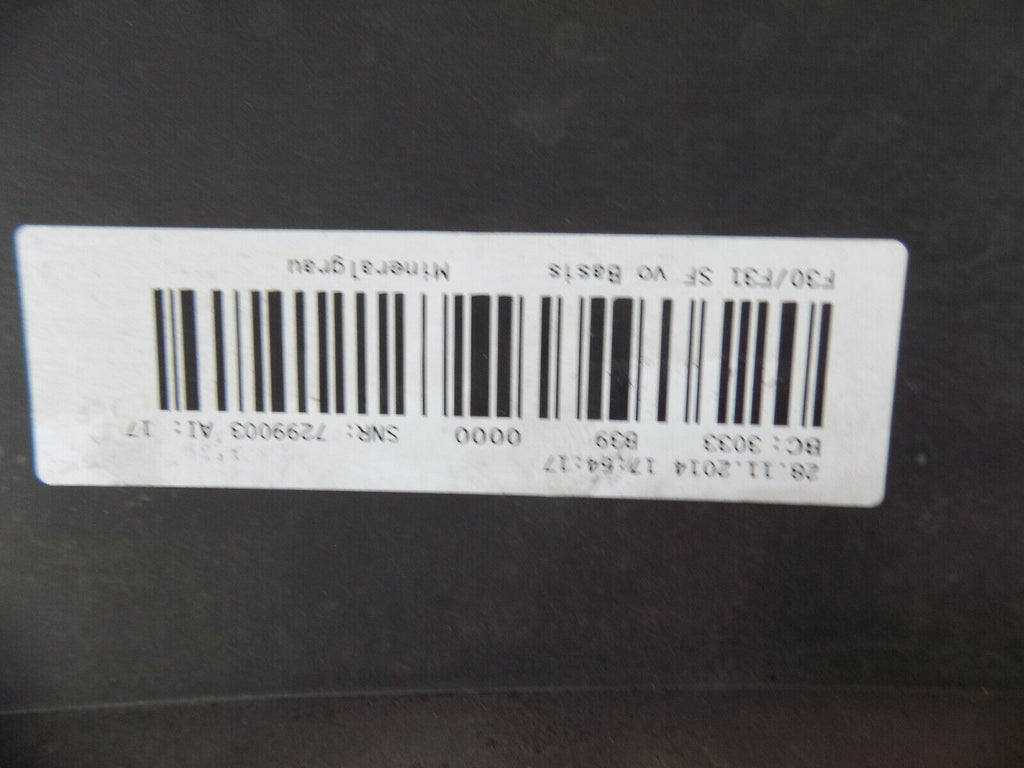 28.11.2014 17:54:17
BC: 3033 B39 0000 SNR: 7299003 AI: 17
F30/F31 SF vo Basis Mineralgrau